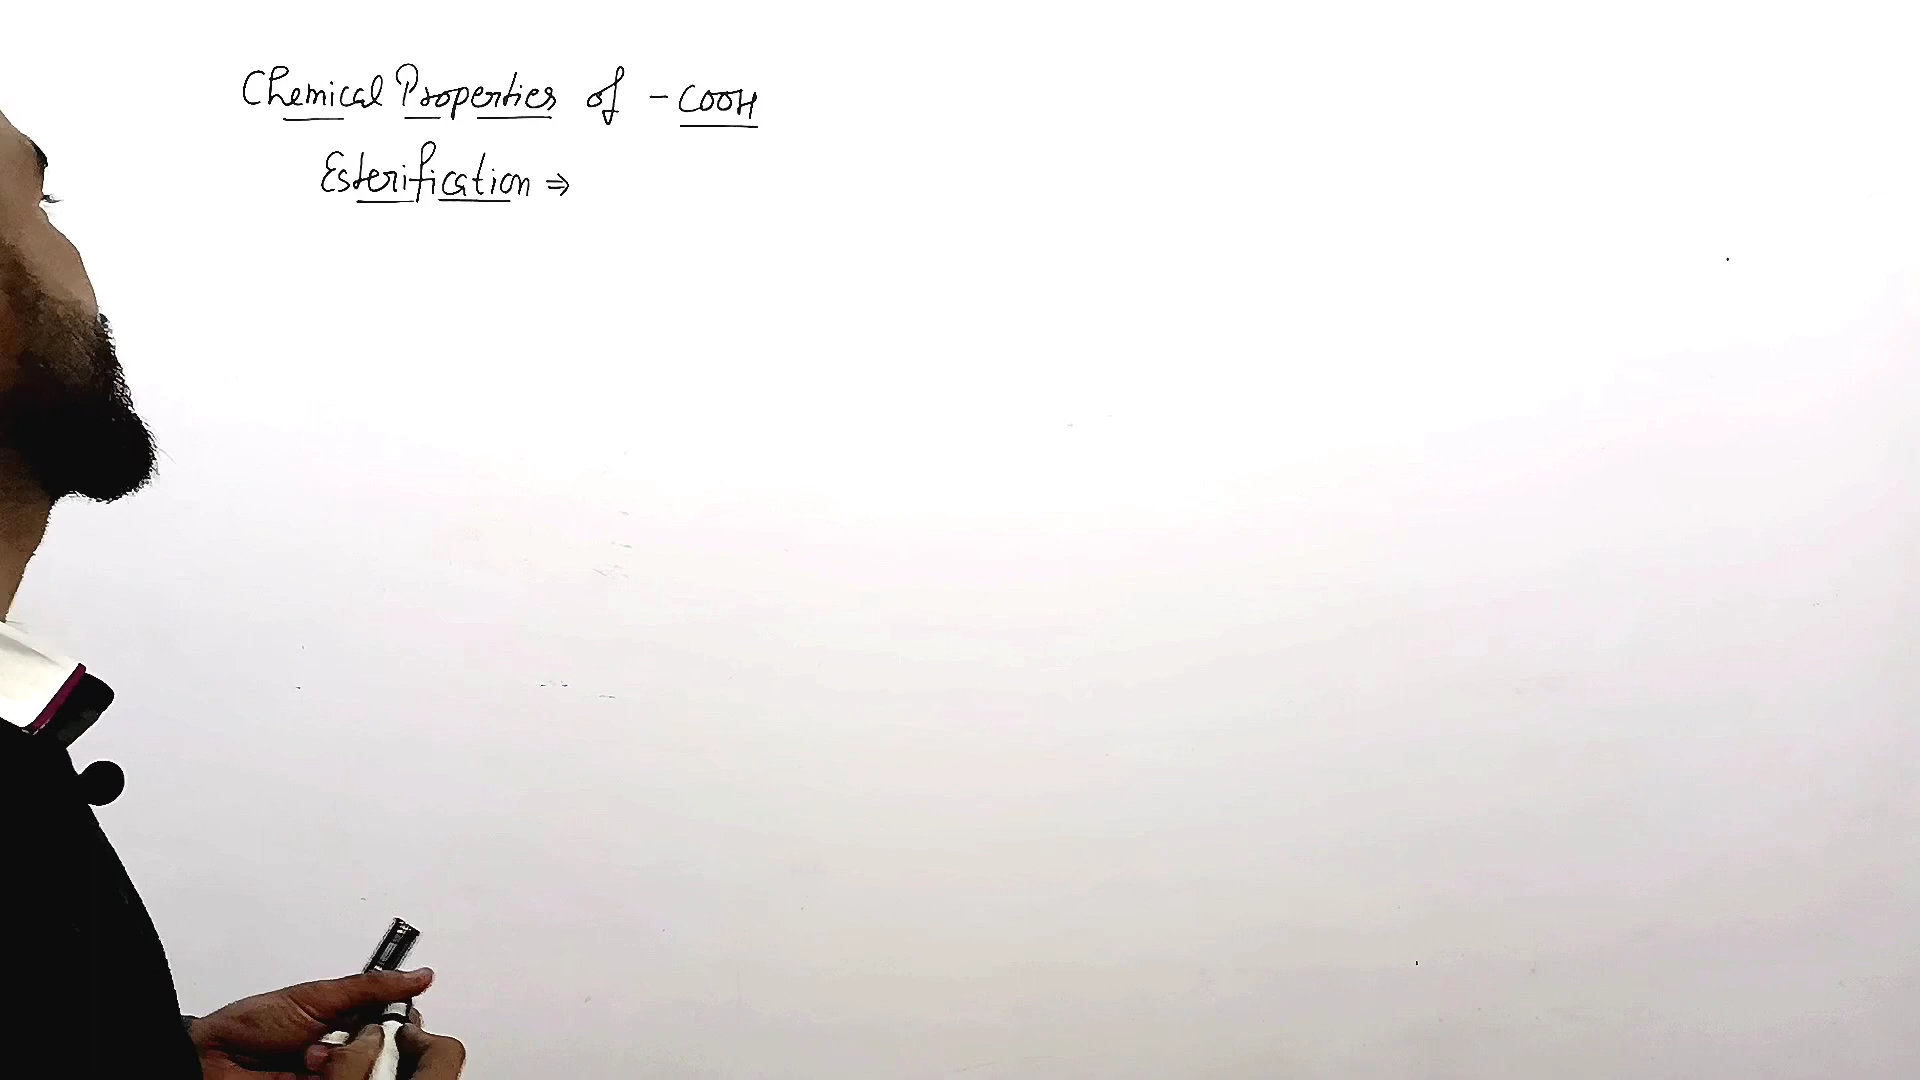 Chemical Properties of -COOH
Esterification ⇒